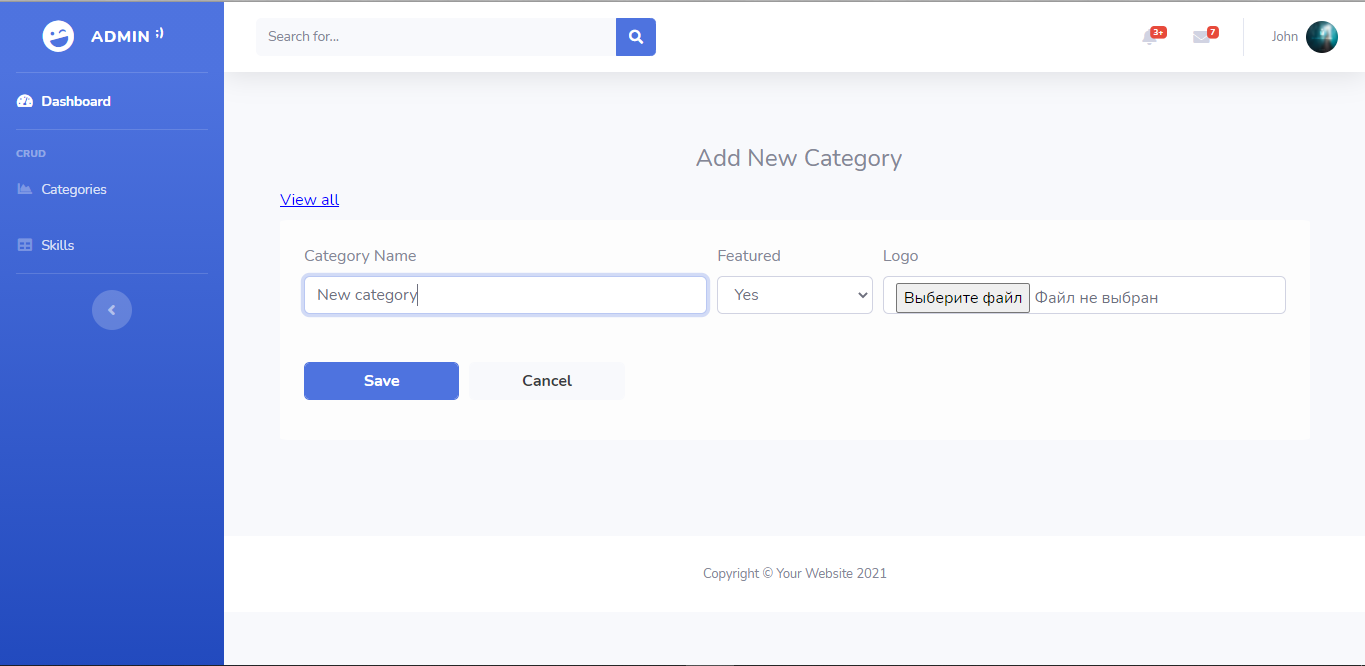 ADMIN ;)
Search for...
3+
7
John
Dashboard
CRUD
Categories
Skills
Add New Category
View all
Category Name
Featured
Logo
New category
Yes
Выберите файл Файл не выбран
Save
Cancel
Copyright © Your Website 2021